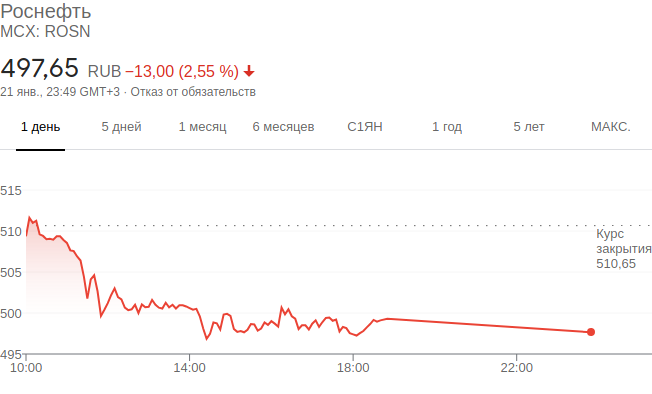 Роснефть
MCX: ROSN
497,65 RUB −13,00 (2,55 %)
21 янв., 23:49 GMT+3 · Отказ от обязательств
1 день 5 дней 1 месяц 6 месяцев С1ЯН 1 год 5 лет МАКС.
515
510
505
500
495
Курс
закрытия
510,65
10:00 14:00 18:00 22:00